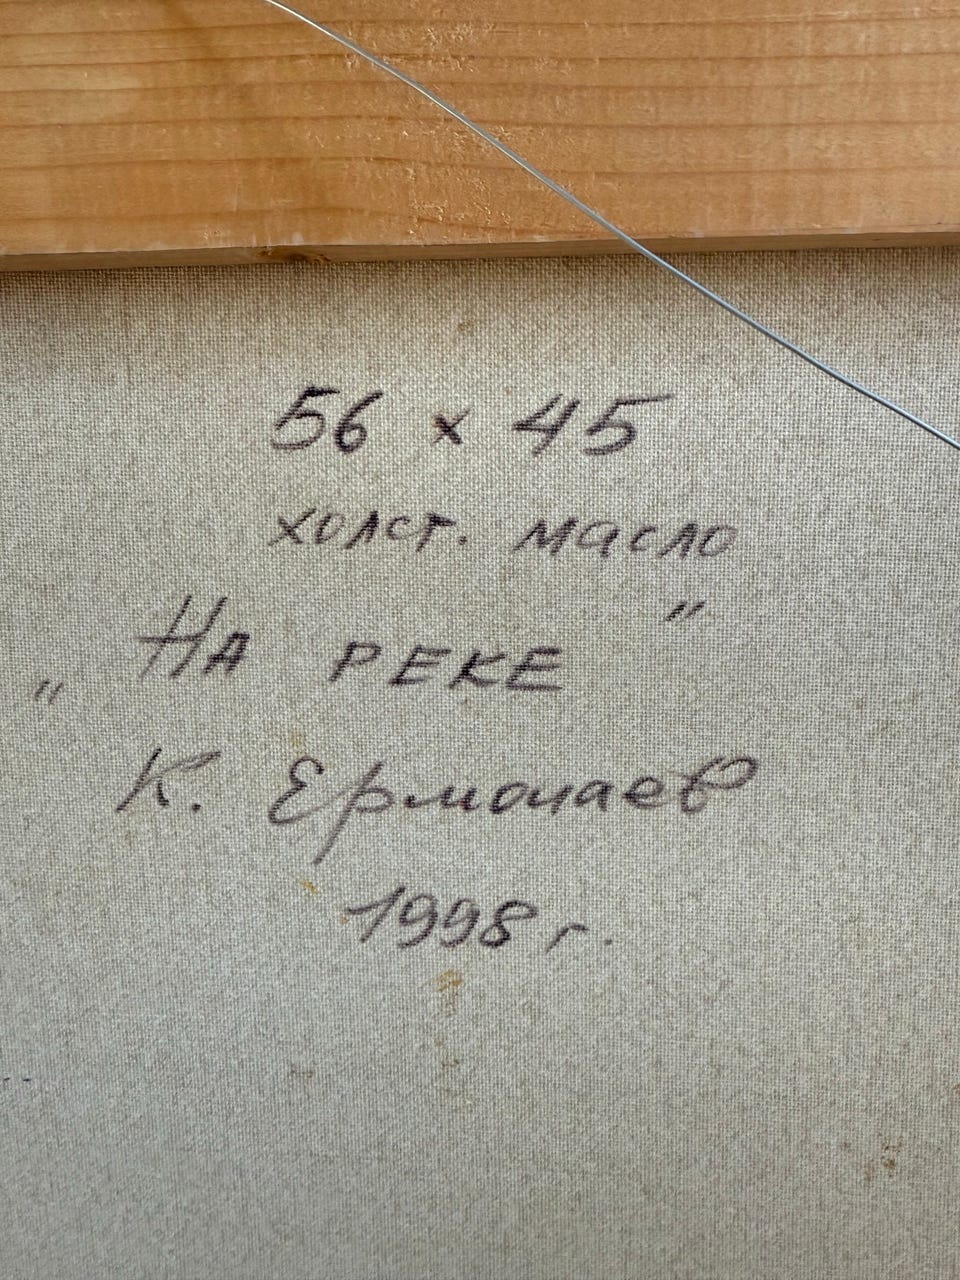 56 × 45
холст. масло
„На реке"
К. Ермолаев
1998 г.